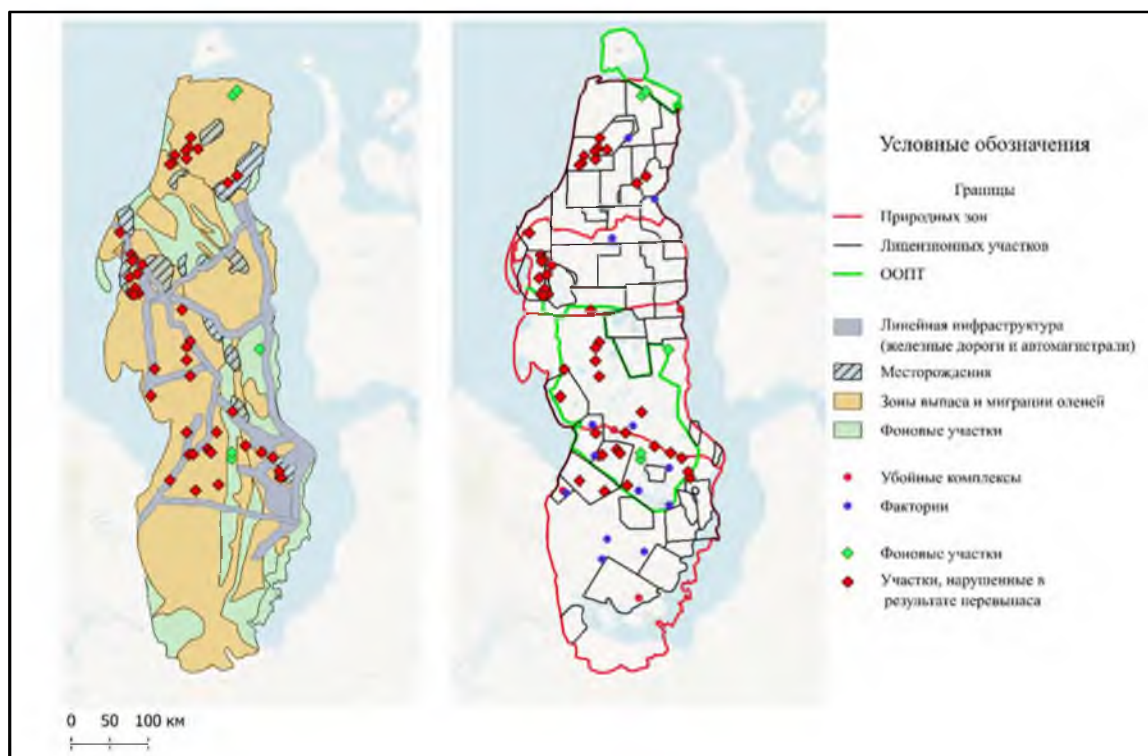 Условные обозначения
Границы
Природных зон
Лицензионных участков
ООПТ
Линейная инфраструктура
(железные дороги и автомагистрали)
Месторождения
Зоны выпаса и миграции оленей
Фоновые участки
Убойные комплексы
Фактории
Фоновые участки
Участки, нарушенные в
результате перевыпаса
0 50 100 км